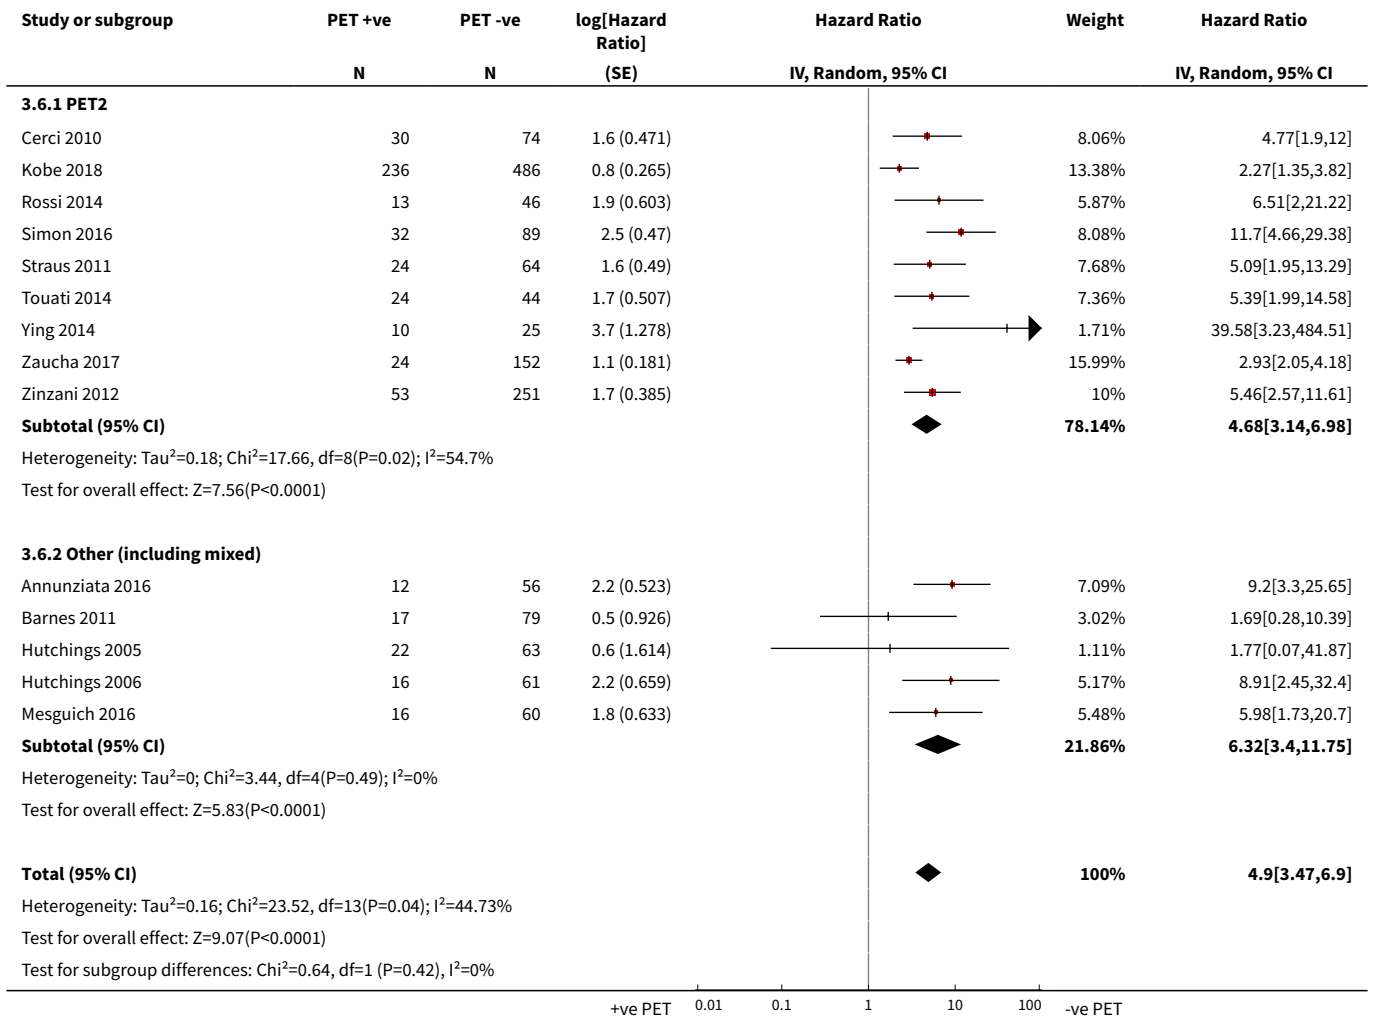 Study or subgroup PET +ve PET -ve log[Hazard Ratio] Hazard Ratio Weight Hazard Ratio
N N (SE) IV, Random, 95% CI IV, Random, 95% CI
3.6.1 PET2
Cerci 2010 30 74 1.6 (0.471) 8.06% 4.77[1.9,12]
Kobe 2018 236 486 0.8 (0.265) 13.38% 2.27[1.35,3.82]
Rossi 2014 13 46 1.9 (0.603) 5.87% 6.51[2,21.22]
Simon 2016 32 89 2.5 (0.47) 8.08% 11.7[4.66,29.38]
Straus 2011 24 64 1.6 (0.49) 7.68% 5.09[1.95,13.29]
Touati 2014 24 44 1.7 (0.507) 7.36% 5.39[1.99,14.58]
Ying 2014 10 25 3.7 (1.278) 1.71% 39.58[3.23,484.51]
Zaucha 2017 24 152 1.1 (0.181) 15.99% 2.93[2.05,4.18]
Zinzani 2012 53 251 1.7 (0.385) 10% 5.46[2.57,11.61]
Subtotal (95% CI) 78.14% 4.68[3.14,6.98]
Heterogeneity: Tau²=0.18; Chi²=17.66, df=8(P=0.02); I²=54.7%
Test for overall effect: Z=7.56(P<0.0001)
3.6.2 Other (including mixed)
Annunziata 2016 12 56 2.2 (0.523) 7.09% 9.2[3.3,25.65]
Barnes 2011 17 79 0.5 (0.926) 3.02% 1.69[0.28,10.39]
Hutchings 2005 22 63 0.6 (1.614) 1.11% 1.77[0.07,41.87]
Hutchings 2006 16 61 2.2 (0.659) 5.17% 8.91[2.45,32.4]
Mesguich 2016 16 60 1.8 (0.633) 5.48% 5.98[1.73,20.7]
Subtotal (95% CI) 21.86% 6.32[3.4,11.75]
Heterogeneity: Tau²=0; Chi²=3.44, df=4(P=0.49); I²=0%
Test for overall effect: Z=5.83(P<0.0001)
Total (95% CI) 100% 4.9[3.47,6.9]
Heterogeneity: Tau²=0.16; Chi²=23.52, df=13(P=0.04); I²=44.73%
Test for overall effect: Z=9.07(P<0.0001)
Test for subgroup differences: Chi²=0.64, df=1 (P=0.42), I²=0%
+ve PET 0.01 0.1 1 10 100 -ve PET